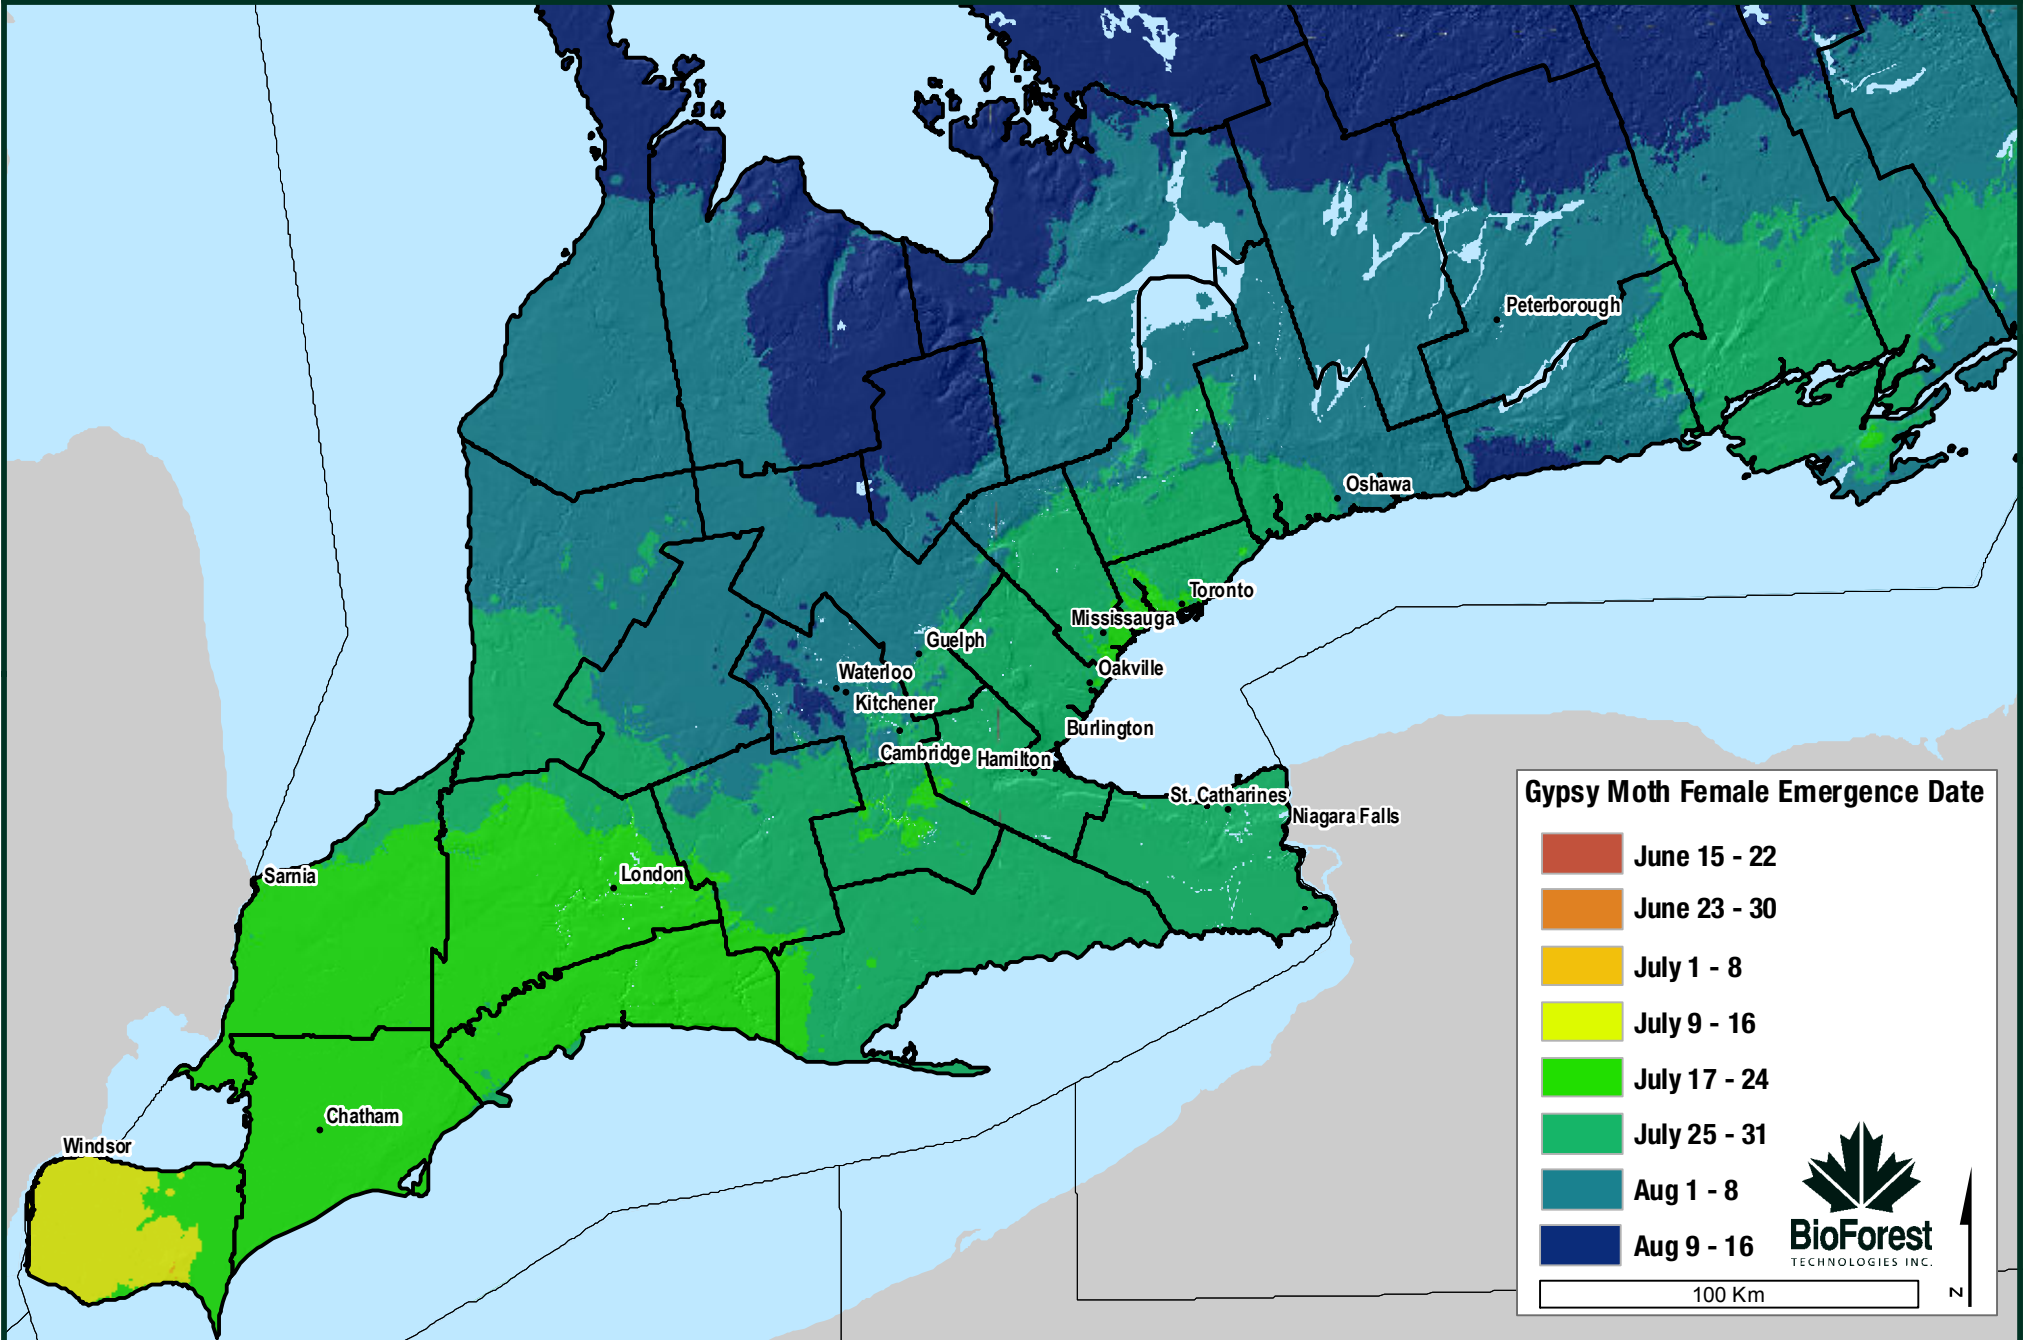 Peterborough
Oshawa
Toronto
Mississauga
Guelph
Oakville
Waterloo
Kitchener
Burlington
Cambridge
Hamilton
St. Catharines
Niagara Falls
Sarnia
London
Chatham
Windsor
Gypsy Moth Female Emergence Date
June 15 - 22
June 23 - 30
July 1 - 8
July 9 - 16
July 17 - 24
July 25 - 31
Aug 1 - 8
Aug 9 - 16
BioForest
TECHNOLOGIES INC.
100 Km
N